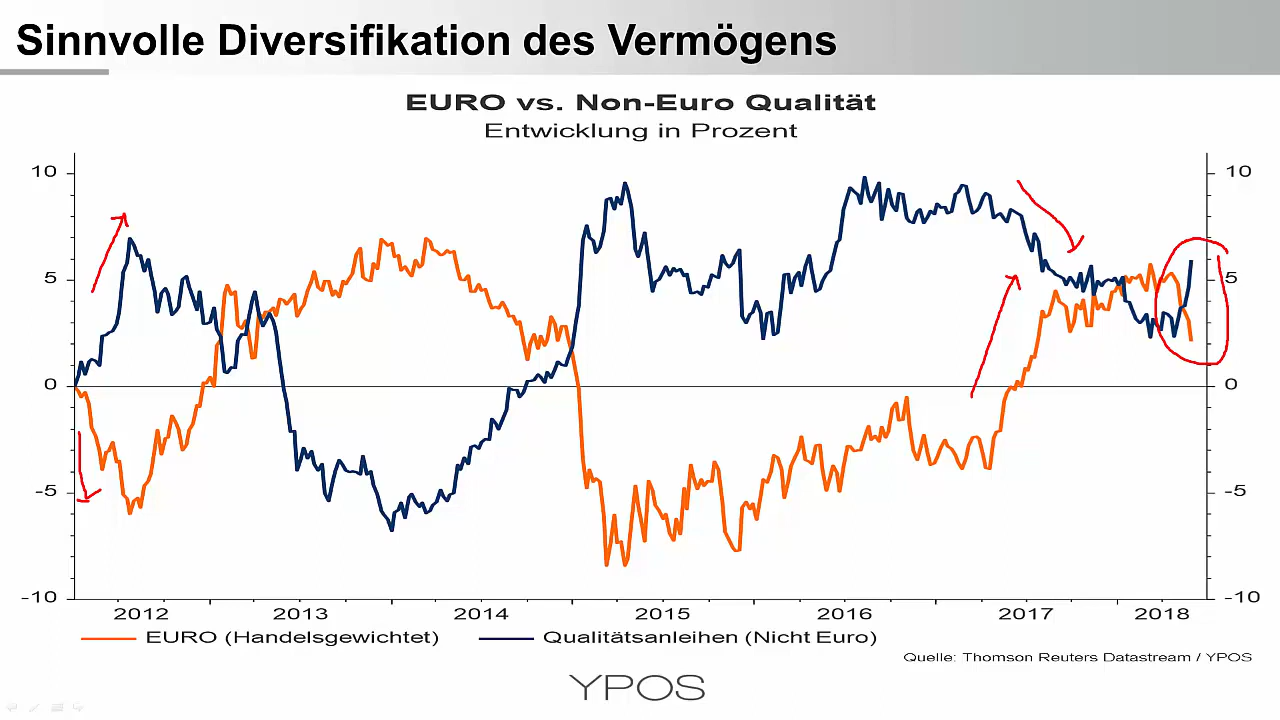 Sinnvolle Diversifikation des Vermögens
EURO vs. Non-Euro Qualität
Entwicklung in Prozent
10 10
5 5
0 0
-5 -5
-10 -10
2012 2013 2014 2015 2016 2017 2018
EURO (Handelsgewichtet) Qualitätsanleihen (Nicht Euro)
Quelle: Thomson Reuters Datastream / YPOS
YPOS